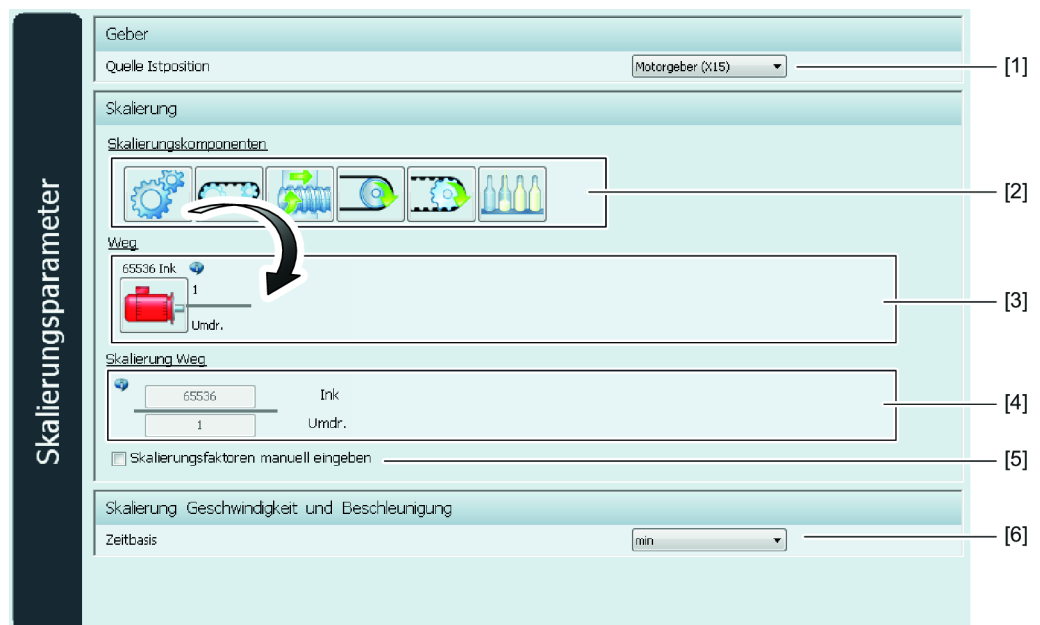 Skalierungsparameter
Geber
Quelle Istposition
Motorgeber (X15)
[1]
Skalierung
Skalierungskomponenten
[2]
Weg
65536 Ink
1
Umdr.
[3]
Skalierung Weg
65536 Ink
1 Umdr.
[4]
Skalierungsfaktoren manuell eingeben
[5]
Skalierung Geschwindigkeit und Beschleunigung
Zeitbasis
min
[6]